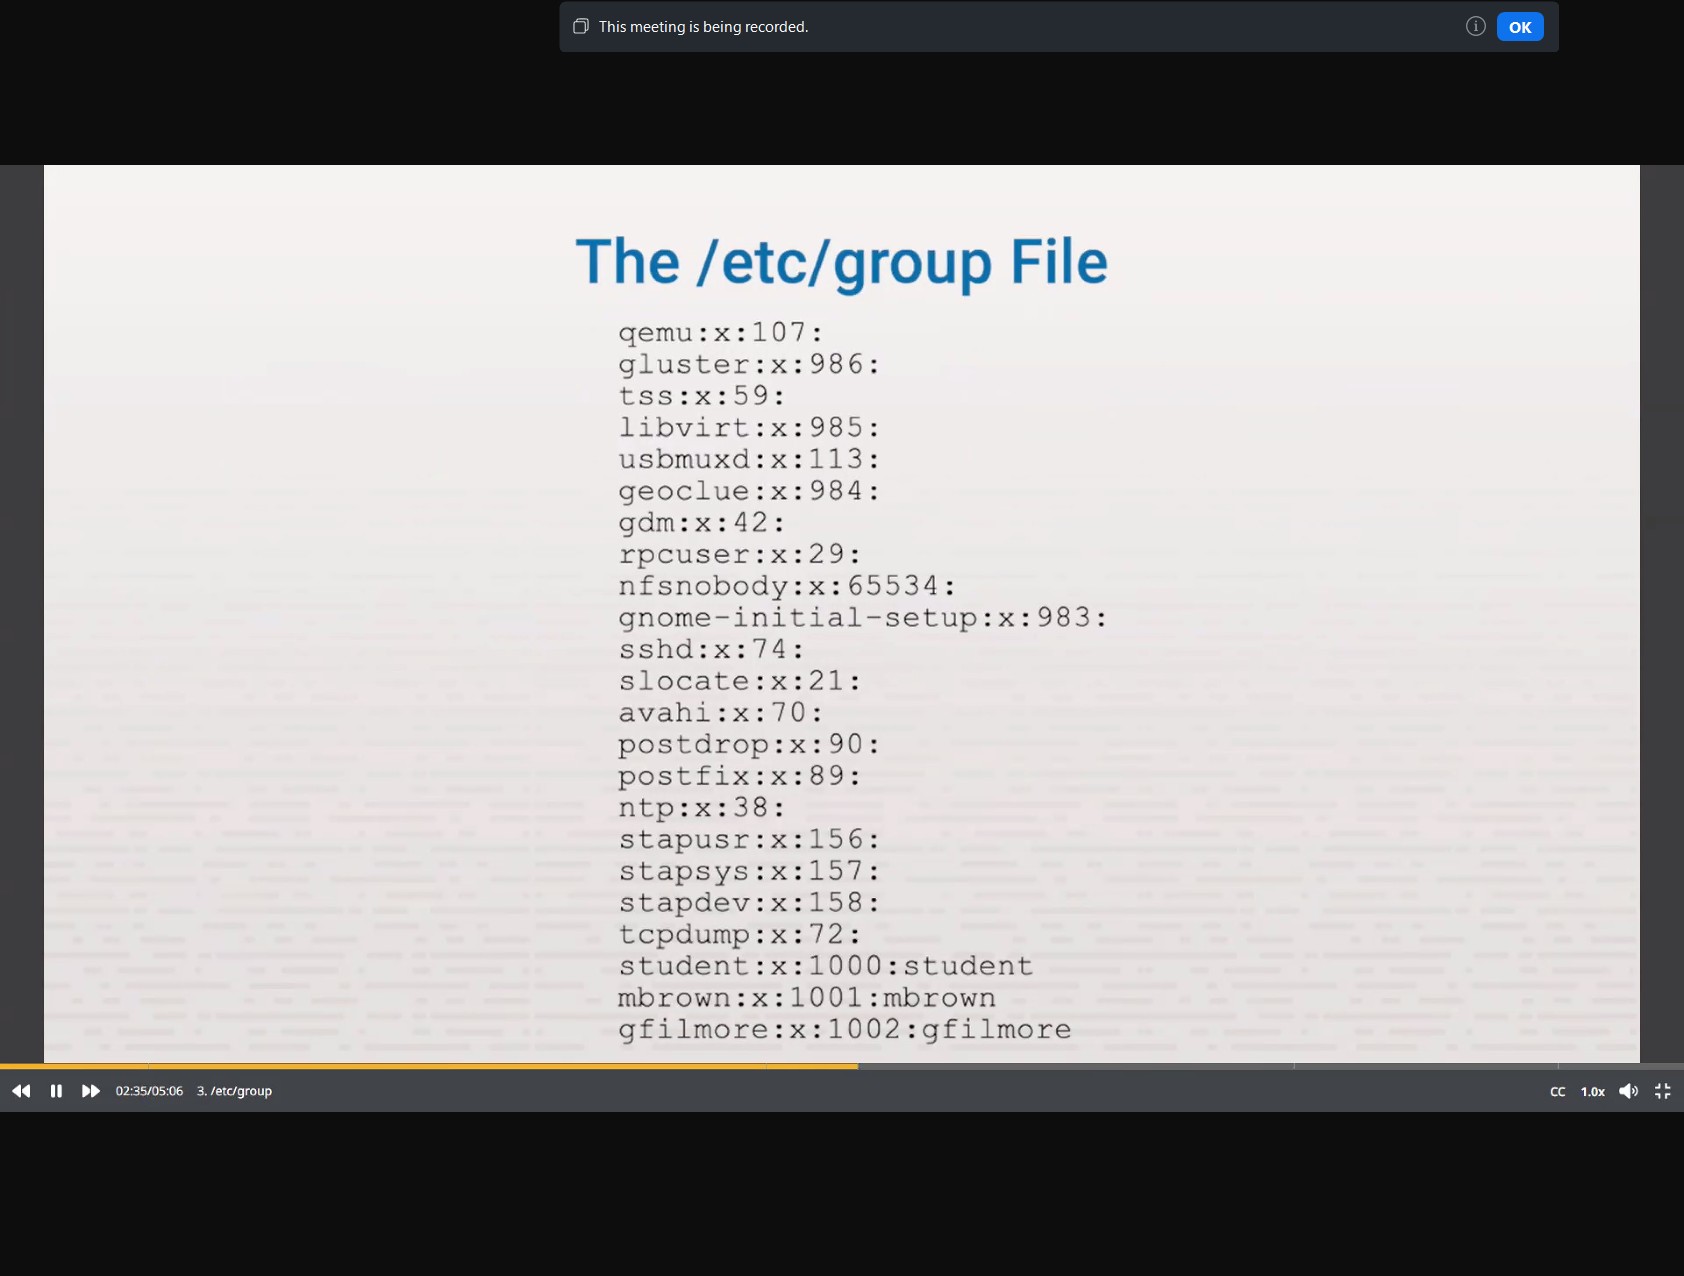 This meeting is being recorded.
OK
The /etc/group File
qemu:x:107:
gluster:x:986:
tss:x:59:
libvirt:x:985:
usbmuxd:x:113:
geoclue:x:984:
gdm:x:42:
rpcuser:x:29:
nfsnobody:x:65534:
gnome-initial-setup:x:983:
sshd:x:74:
slocate:x:21:
avahi:x:70:
postdrop:x:90:
postfix:x:89:
ntp:x:38:
stapusr:x:156:
stapsys:x:157:
stapdev:x:158:
tcpdump:x:72:
student:x:1000:student
mbrown:x:1001:mbrown
gfilmore:x:1002:gfilmore
02:35/05:06 3. /etc/group
CC 1.0x